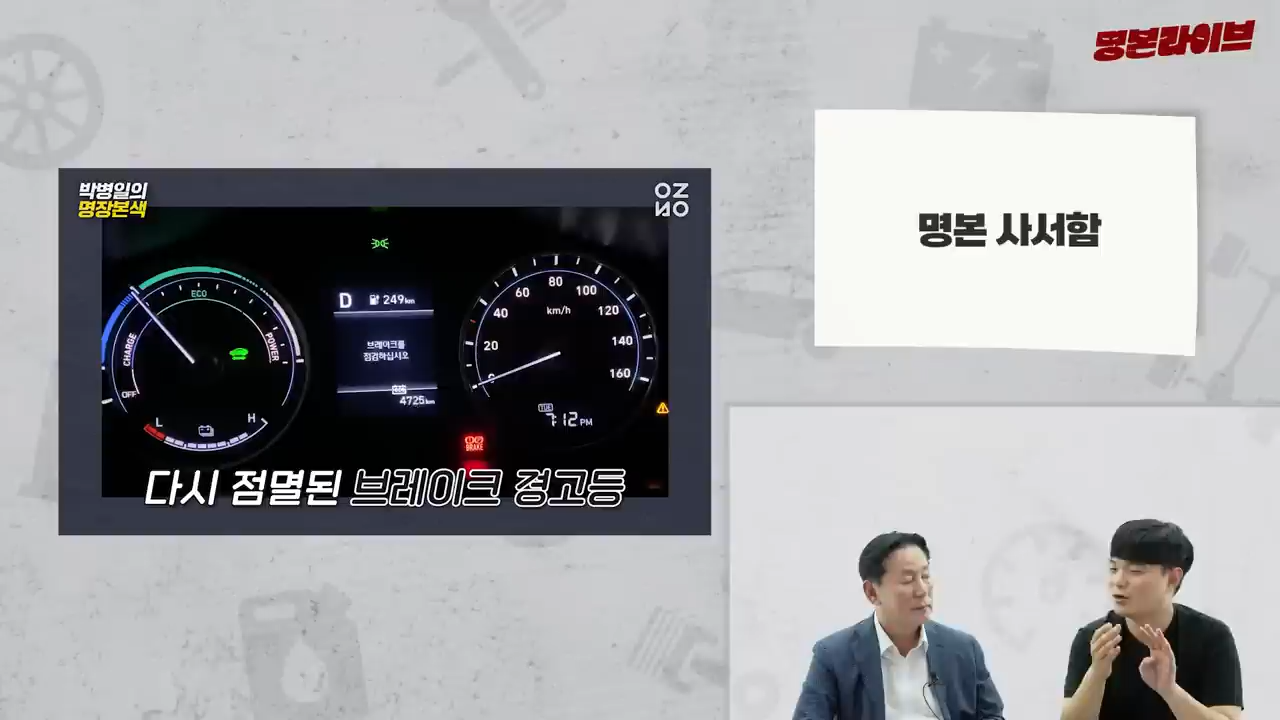 명본라이브
명본 사서함
박병일의
명장본색
OZ
NO
ECO
CHARGE
POWER
OFF
L
H
D
249km
브레이크를
점검하십시오
4725km
0
20
40
60
80
100
120
140
160
km/h
7:12 PM
BRAKE
다시 점멸된 브레이크 경고등